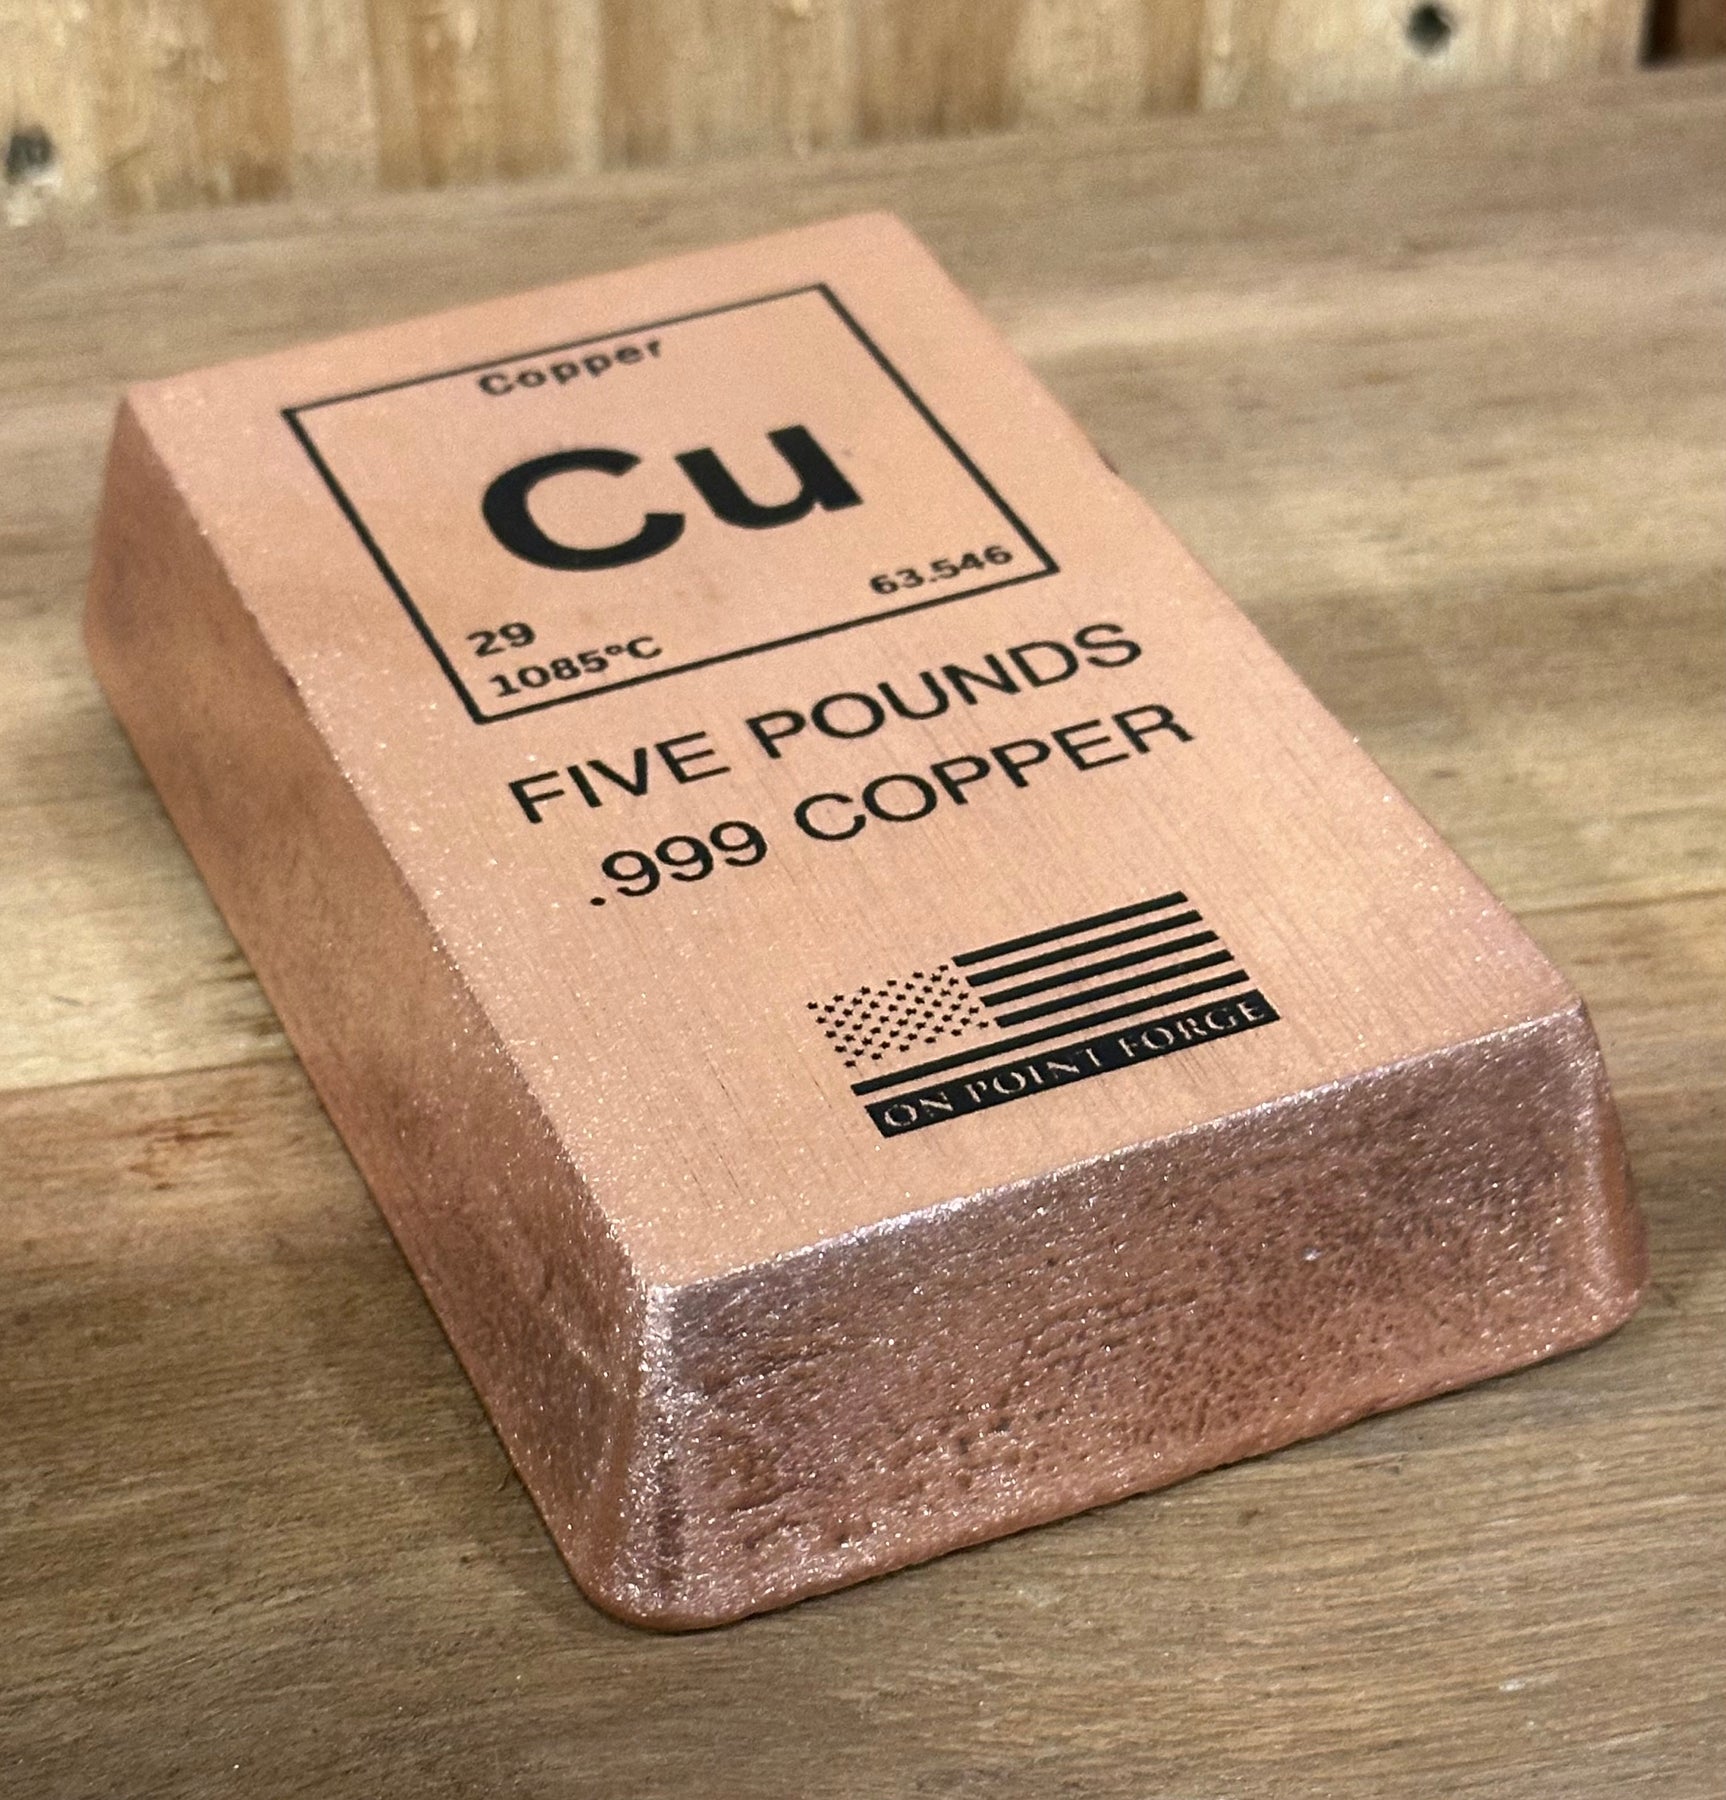 Copper
Cu
63.546
29
1085°C
FIVE POUNDS
.999 COPPER
ON POINT FORGE